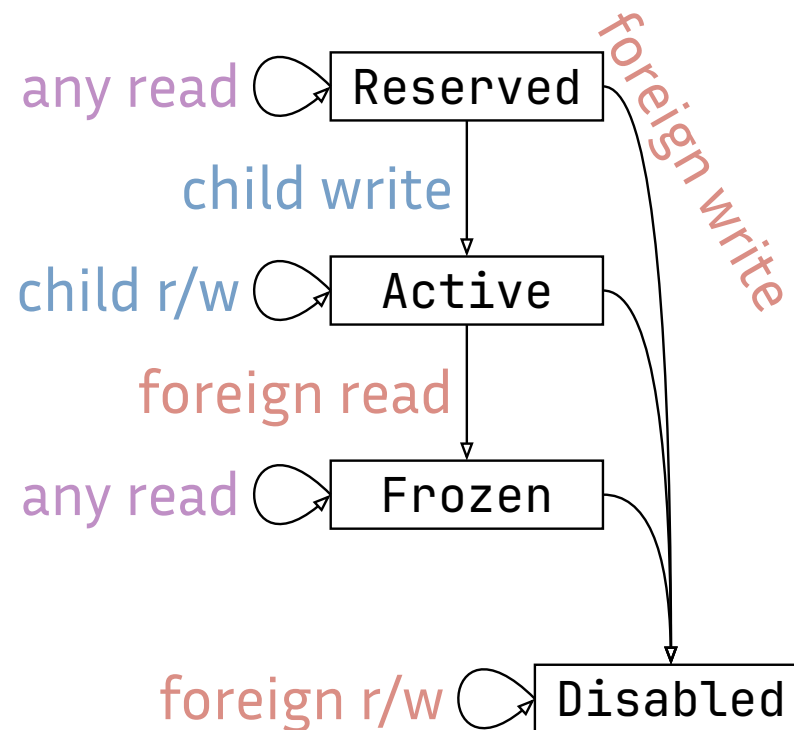 any read
Reserved
foreign write
child write
child r/w
Active
foreign read
any read
Frozen
foreign r/w
Disabled